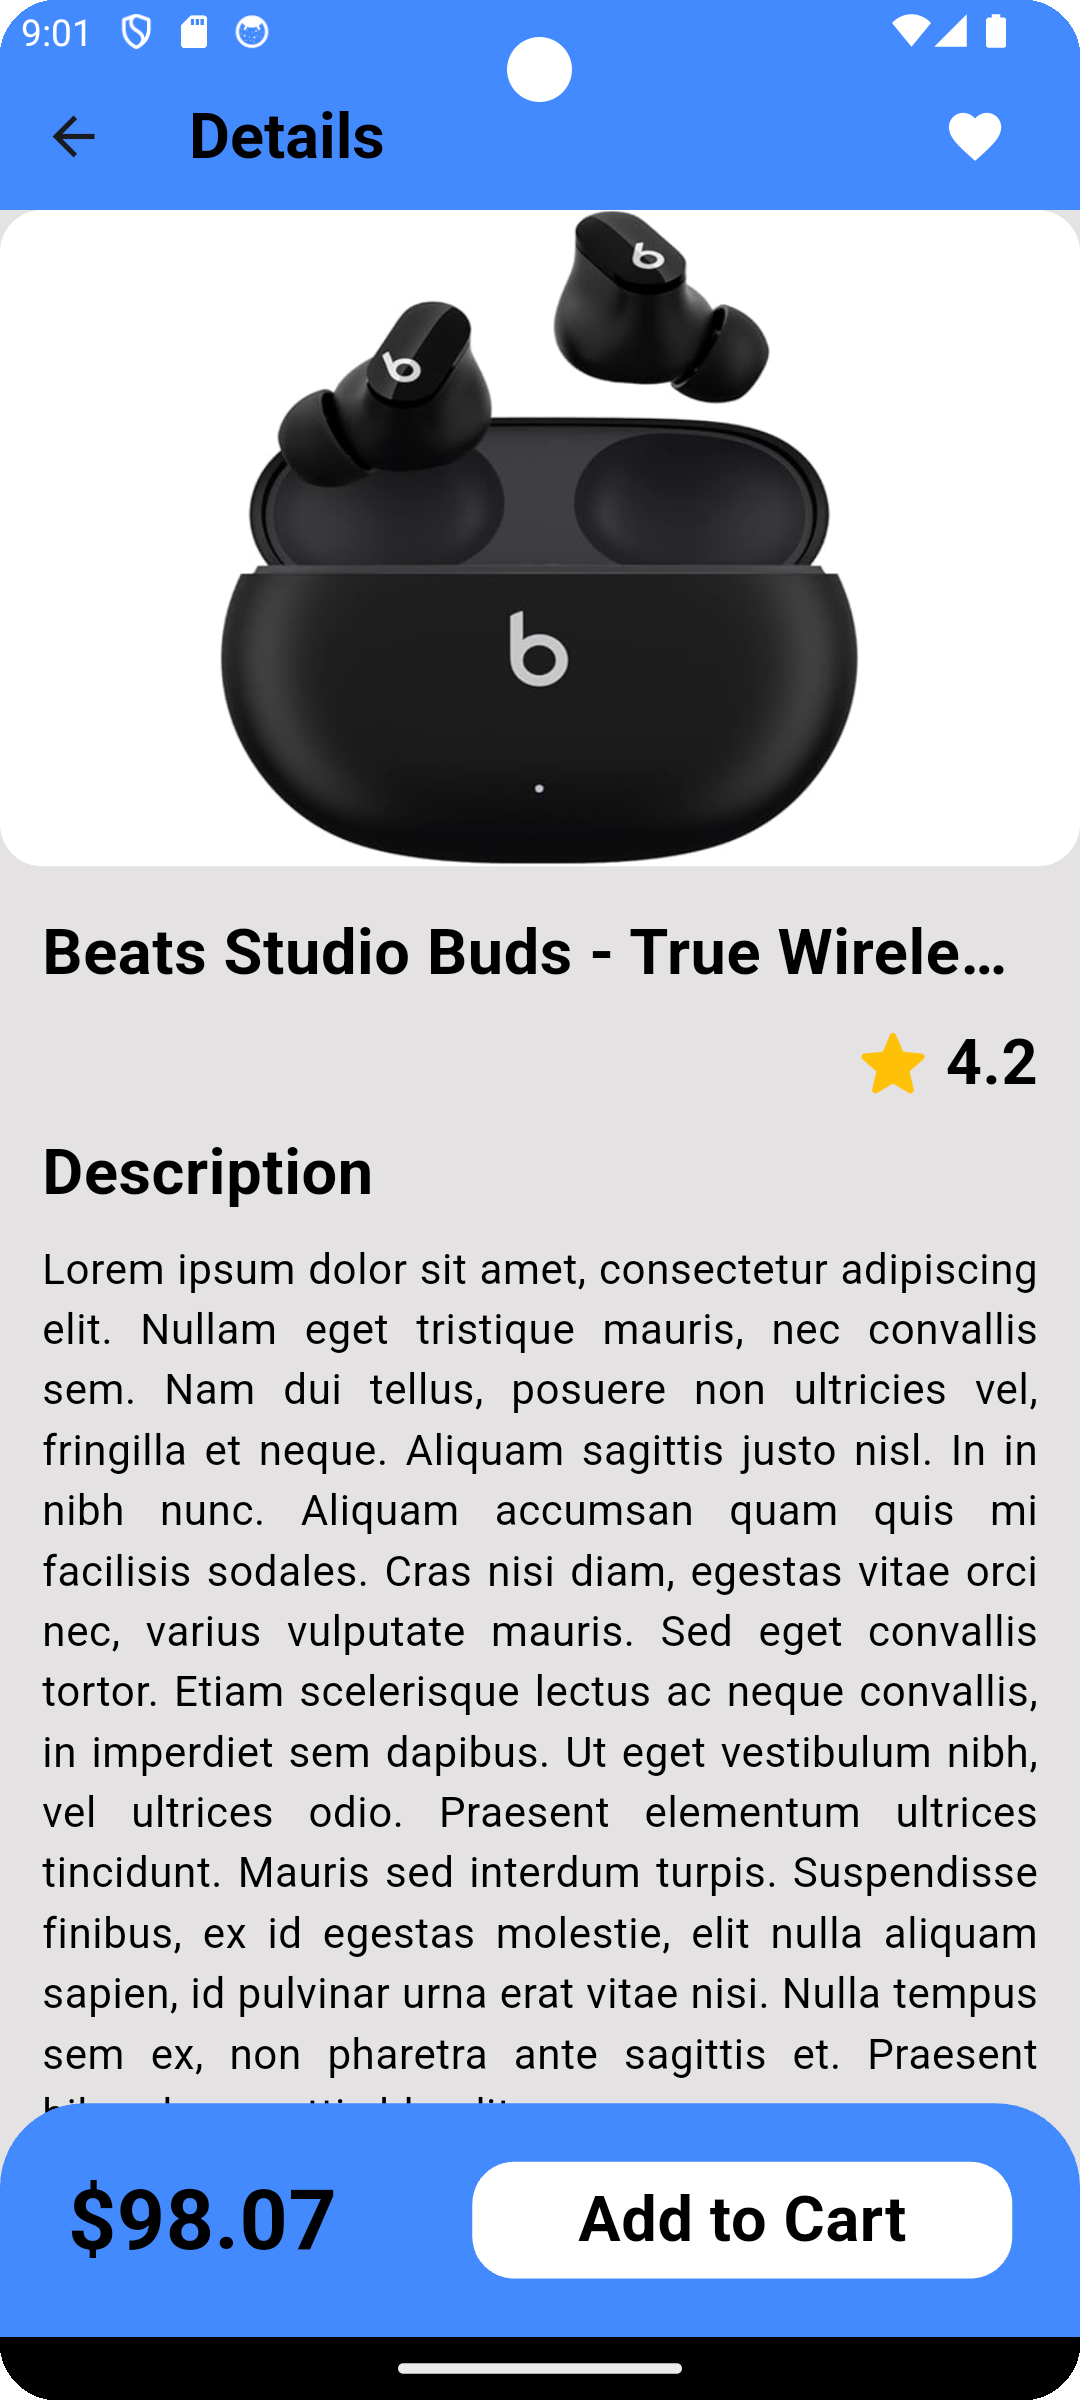 9:01
Details
Beats Studio Buds - True Wirele...
4.2
Description
Lorem ipsum dolor sit amet, consectetur adipiscing
elit. Nullam eget tristique mauris, nec convallis
sem. Nam dui tellus, posuere non ultricies vel,
fringilla et neque. Aliquam sagittis justo nisl. In in
nibh nunc. Aliquam accumsan quam quis mi
facilisis sodales. Cras nisi diam, egestas vitae orci
nec, varius vulputate mauris. Sed eget convallis
tortor. Etiam scelerisque lectus ac neque convallis,
in imperdiet sem dapibus. Ut eget vestibulum nibh,
vel ultrices odio. Praesent elementum ultrices
tincidunt. Mauris sed interdum turpis. Suspendisse
finibus, ex id egestas molestie, elit nulla aliquam
sapien, id pulvinar urna erat vitae nisi. Nulla tempus
sem ex, non pharetra ante sagittis et. Praesent
$98.07
Add to Cart